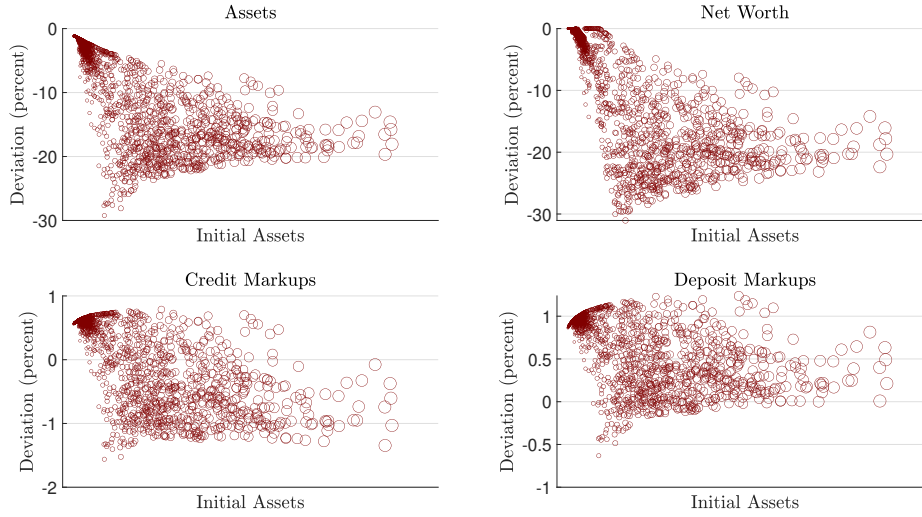 Assets
0
-10
-20
-30
Deviation (percent)
Initial Assets
Net Worth
0
-10
-20
-30
Deviation (percent)
Initial Assets
Credit Markups
1
0
-1
-2
Deviation (percent)
Initial Assets
Deposit Markups
1
0.5
0
-0.5
-1
Deviation (percent)
Initial Assets